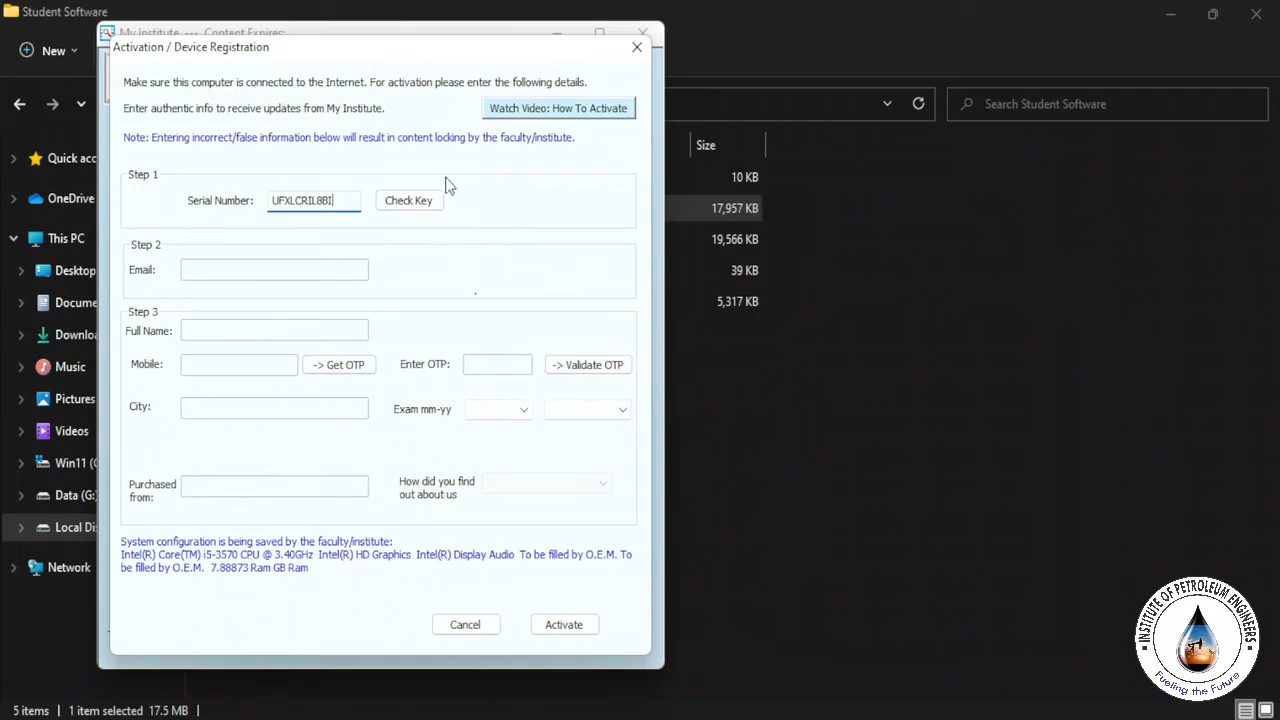 Student Software
My Institute --- Content Expires:
Activation / Device Registration
New
Make sure this computer is connected to the Internet. For activation please enter the following details.
Enter authentic info to receive updates from My Institute.
Watch Video: How To Activate
Search Student Software
Note: Entering incorrect/false information below will result in content locking by the faculty/institute.
Size
Quick acc
Step 1
10 KB
OneDrive
Serial Number: UFXLCRIL8BI Check Key
17,957 KB
This PC
Step 2
19,566 KB
Desktop
Email:
39 KB
Docume
Step 3
5,317 KB
Downloa
Full Name:
Music
Mobile: -> Get OTP Enter OTP: -> Validate OTP
Pictures
City: Exam mm-yy
Videos
Win11 (C
Data (G:
Purchased from:
How did you find out about us
Local Dis
System configuration is being saved by the faculty/institute:
Intel(R) Core(TM) i5-3570 CPU @ 3.40GHz Intel(R) HD Graphics Intel(R) Display Audio To be filled by O.E.M. To
be filled by O.E.M. 7.88873 Ram GB Ram
Network
Cancel Activate
INSTITUTE OF PETROLEUM ENGINEERS
Fueling the Future
5 items 1 item selected 17.5 MB